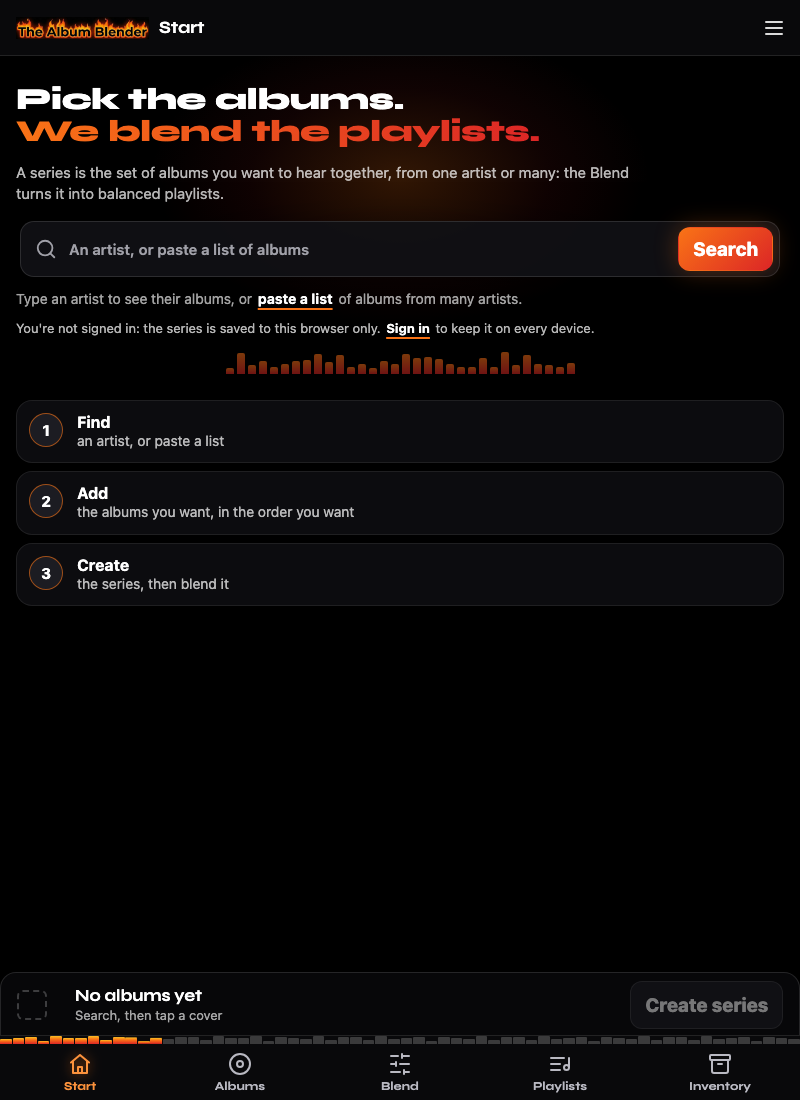 The Album Blender Start
Pick the albums.
We blend the playlists.
A series is the set of albums you want to hear together, from one artist or many: the Blend
turns it into balanced playlists.
An artist, or paste a list of albums
Search
Type an artist to see their albums, or paste a list of albums from many artists.
You're not signed in: the series is saved to this browser only. Sign in to keep it on every device.
1
Find
an artist, or paste a list
2
Add
the albums you want, in the order you want
3
Create
the series, then blend it
No albums yet
Search, then tap a cover
Create series
Start Albums Blend Playlists Inventory